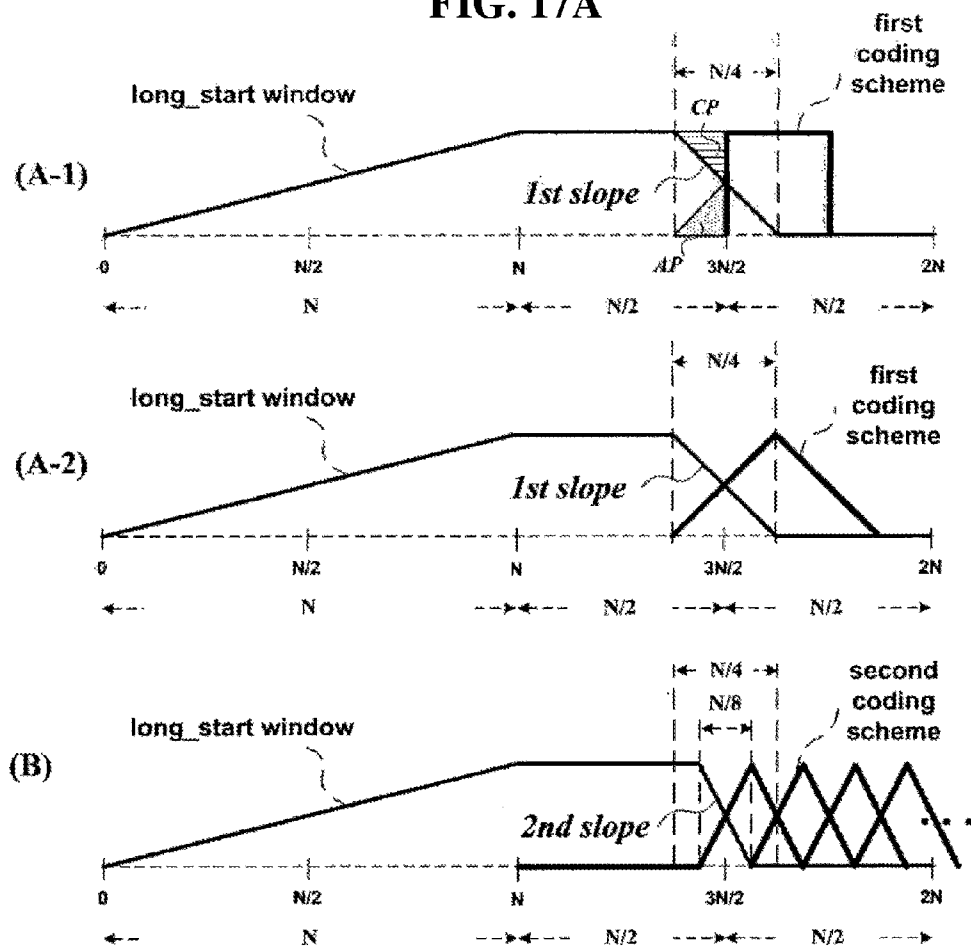 FIG. 17A
first
coding
scheme
N/4
long_start window
CP
(A-1)
1st slope
AP
0 N/2 N 3N/2 2N
N N/2 N/2
N/4
long_start window
first
coding
scheme
(A-2)
1st slope
0 N/2 N 3N/2 2N
N N/2 N/2
N/4
second
coding
scheme
N/8
long_start window
(B)
2nd slope
0 N/2 N 3N/2 2N
N N/2 N/2